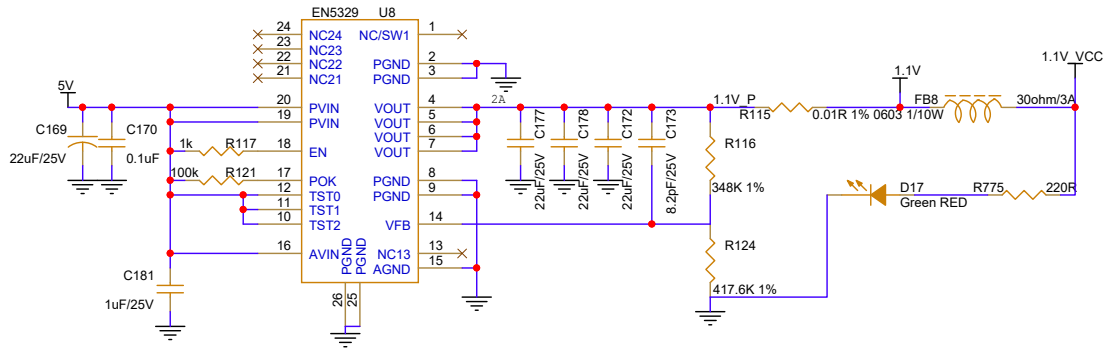 EN5329 U8
24 NC24 NC/SW1 1
23 NC23
22 NC22 PGND 2
21 NC21 PGND 3
5V
20 PVIN VOUT 4
19 PVIN VOUT 5
VOUT 6
18 EN VOUT 7
17 POK PGND 8
12 TST0 PGND 9
11 TST1
10 TST2 VFB 14
NC13 13
16 AVIN AGND 15
PGND
PGND
26
25
C169
22uF/25V
C170
0.1uF
1k R117
100k R121
C181
1uF/25V
2A
C177
22uF/25V
C178
22uF/25V
C172
22uF/25V
C173
8.2pF/25V
1.1V_P
R115
0.01R 1% 0603 1/10W
1.1V
FB8
30ohm/3A
1.1V_VCC
R116
348K 1%
R124
417.6K 1%
D17
Green RED
R775
220R